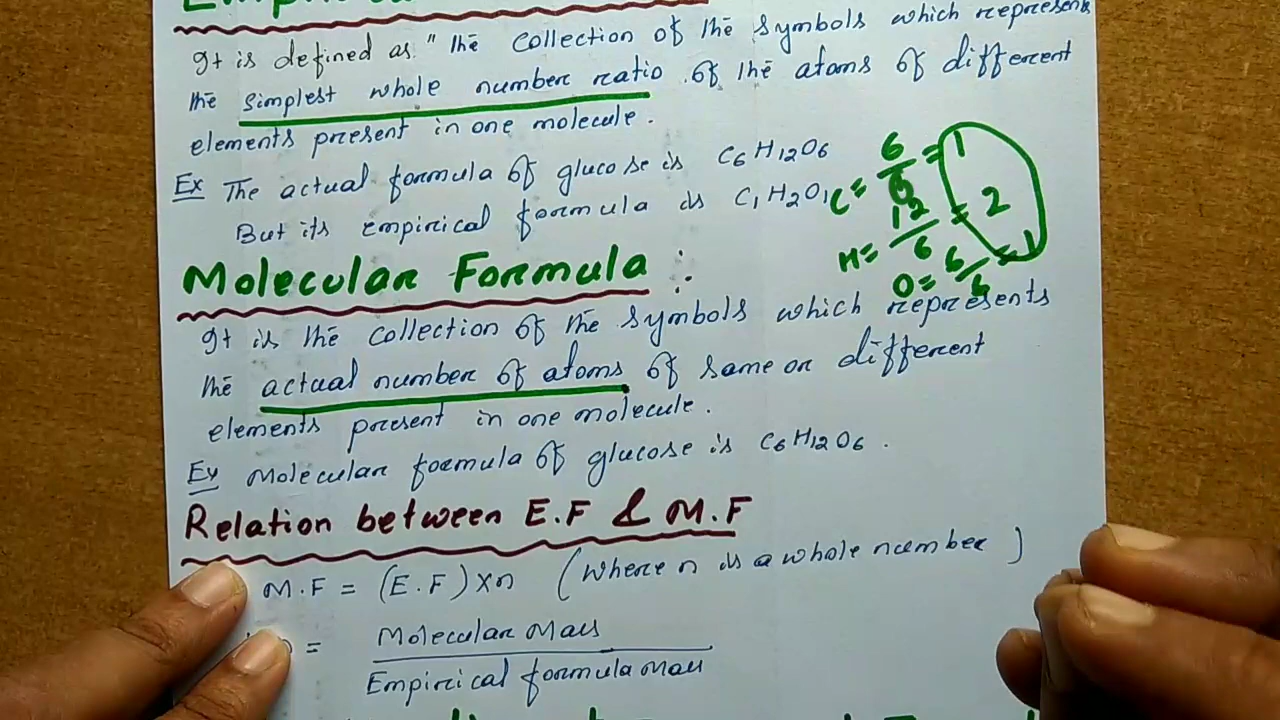 It is defined as "The collection of the symbols which represents
the simplest whole number ratio of the atoms of different
elements present in one molecule.
Ex The actual formula of glucose is C6H12O6
But its empirical formula is C1H2O1
C = 6/6 = 1
H = 12/6 = 2
O = 6/6 = 1
Molecular Formula :
It is the collection of the symbols which represents
the actual number of atoms of same or different
elements present in one molecule.
Ex Molecular formula of glucose is C6H12O6.
Relation between E.F & M.F
M.F = (E.F) × n (where n is a whole number)
n = Molecular Mass
Empirical formula Mass